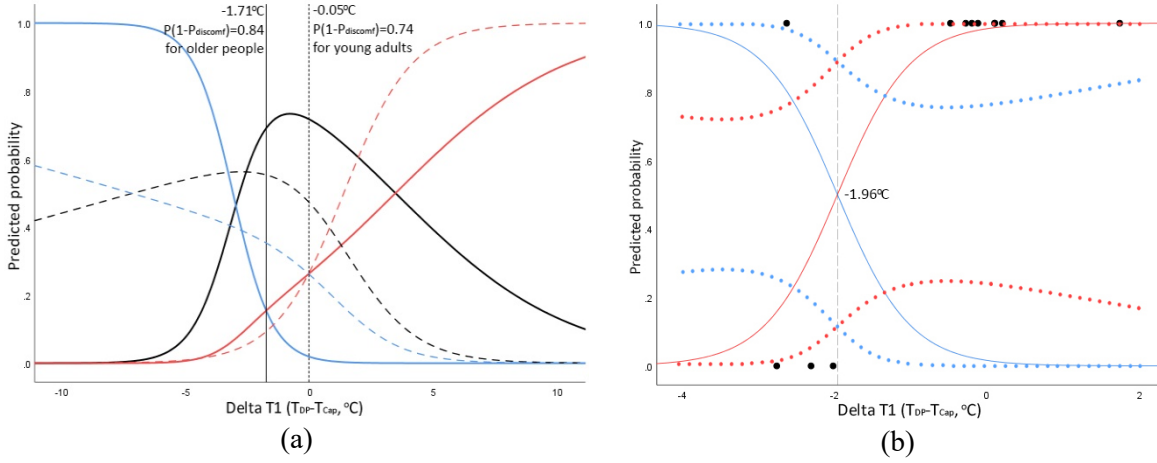 -1.71ºC
P(1-Pdiscomf)=0.84
for older people
-0.05ºC
P(1-Pdiscomf)=0.74
for young adults
Predicted probability
1.0
.8
.6
.4
.2
.0
-10
-5
0
5
10
Delta T1 (TDP-TCap, ºC)
(a)
Predicted probability
1.0
.8
.6
.4
.2
.0
-1.96ºC
-4
-2
0
2
Delta T1 (TDP-TCap, ºC)
(b)